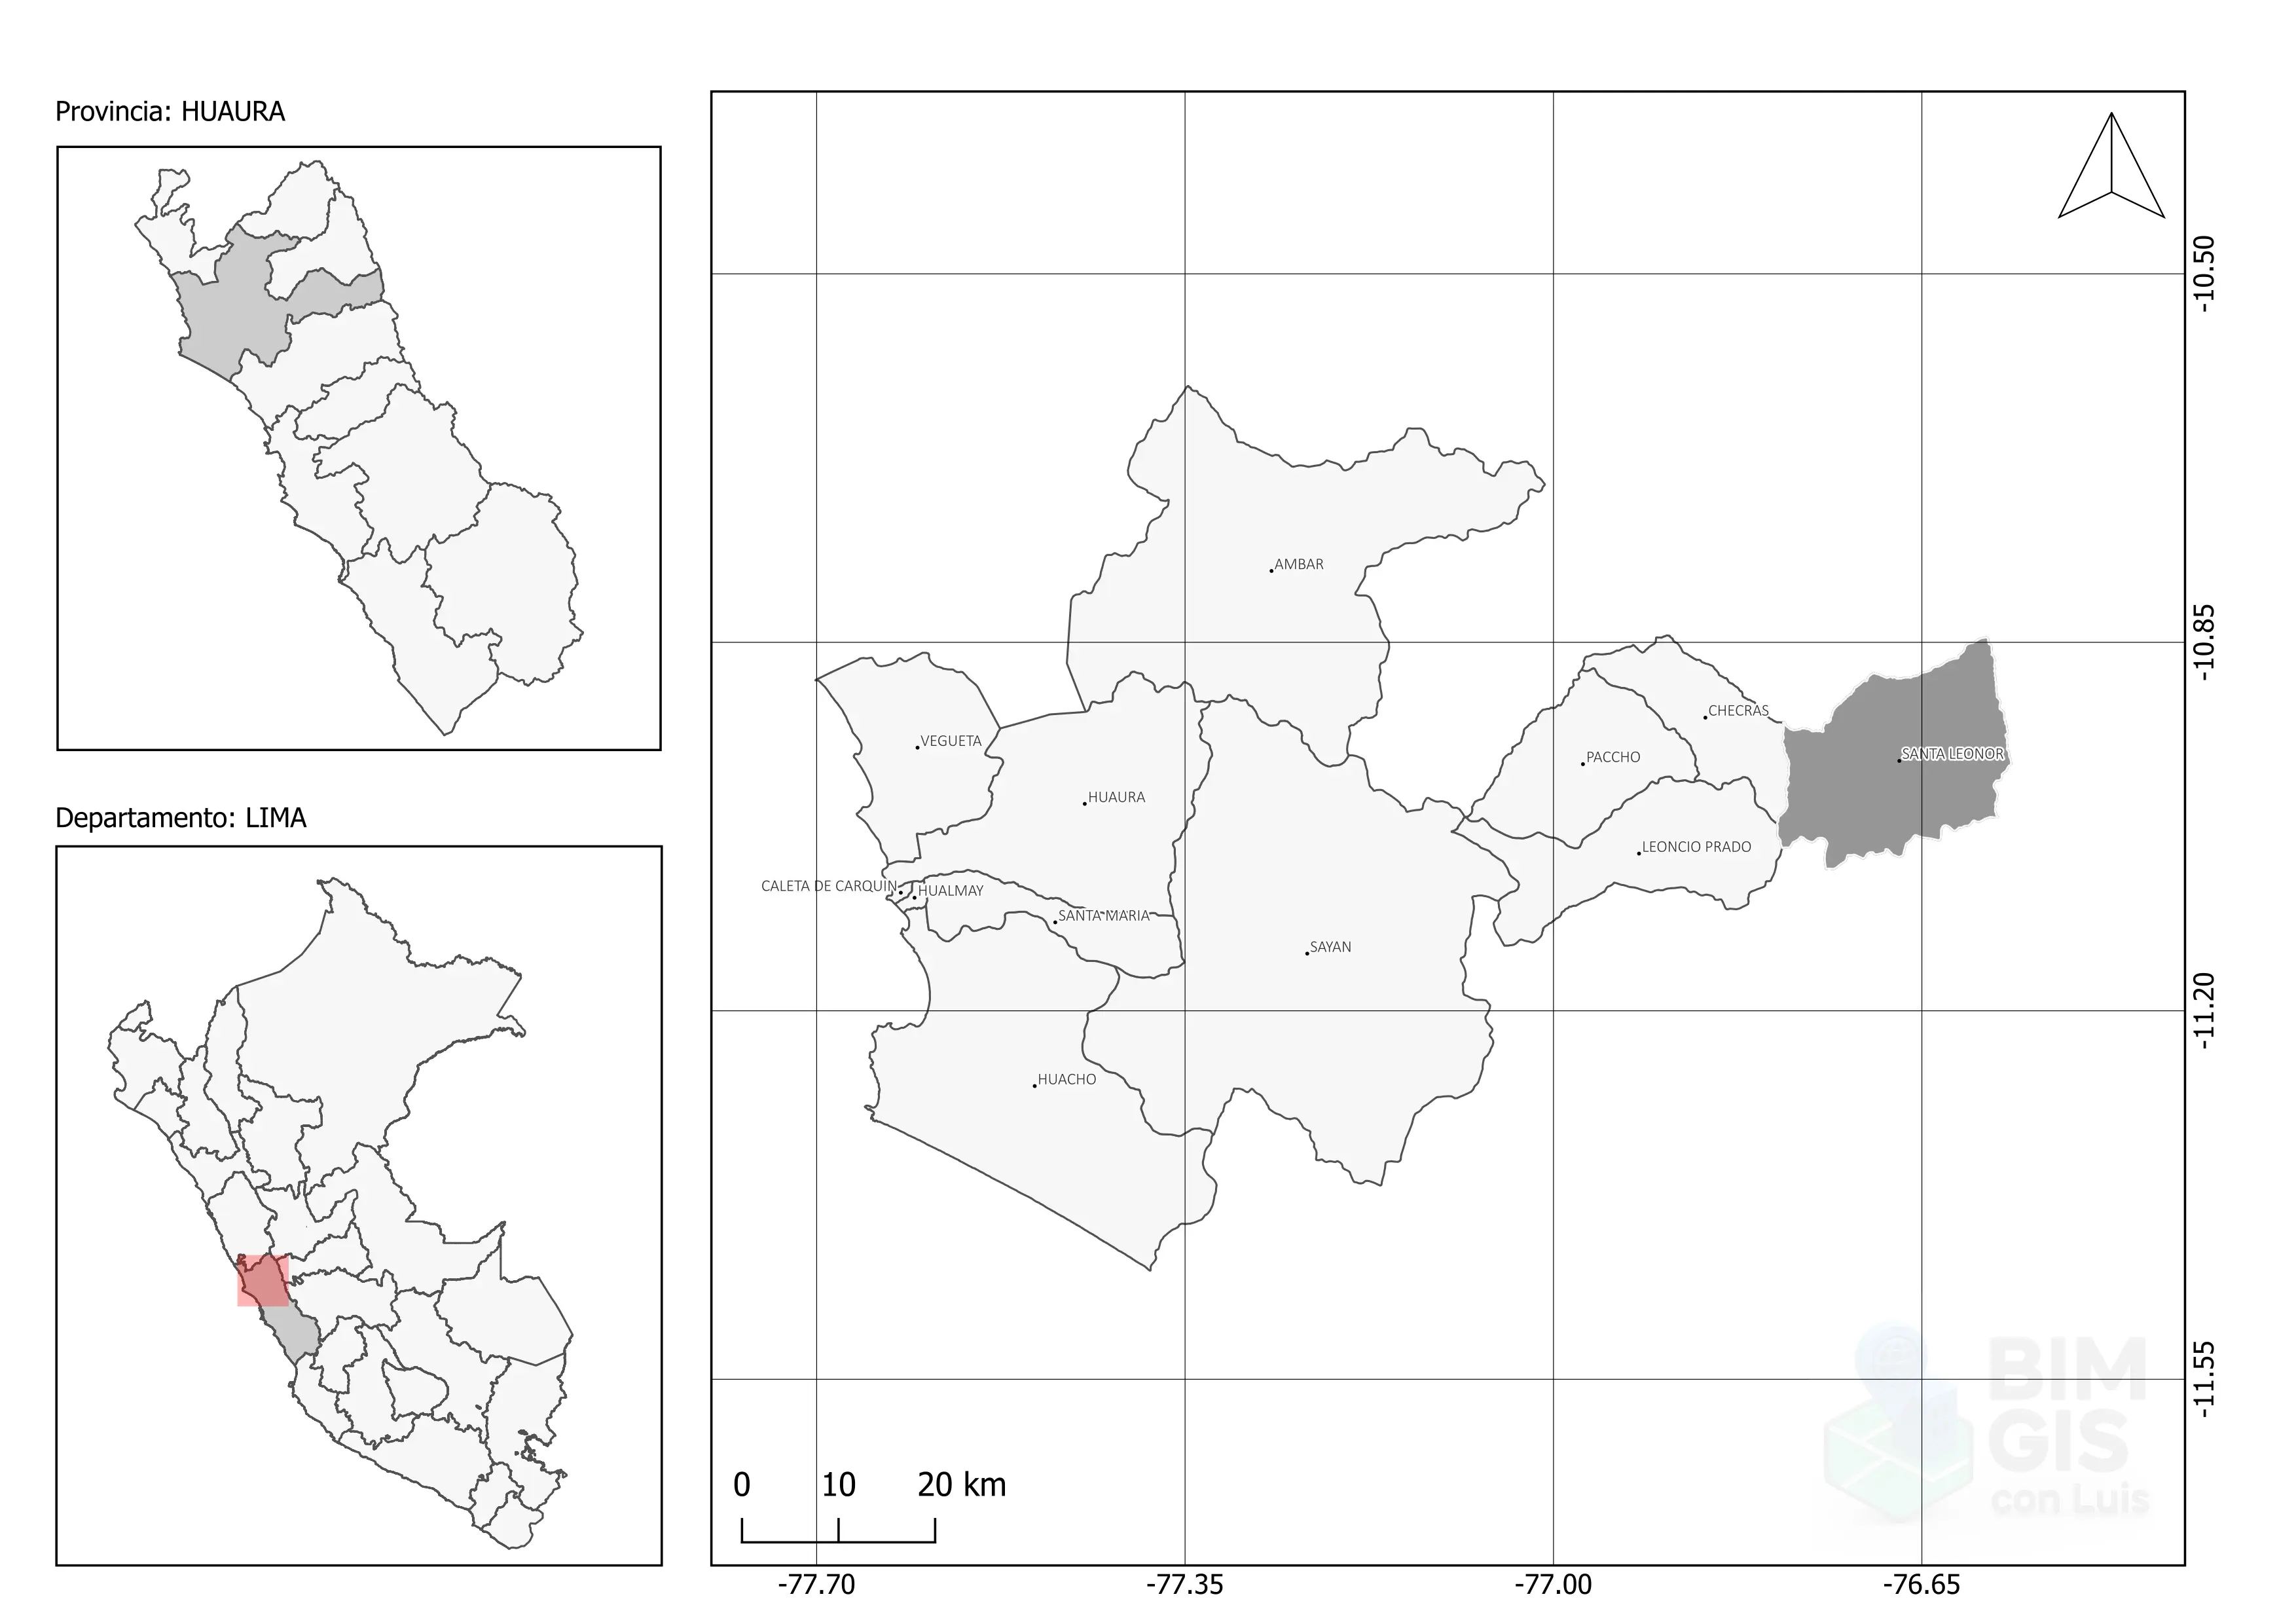 Provincia: HUAURA
Departamento: LIMA
AMBAR
CHECRAS
VEGUETA
SANTA LEONOR
PACCHO
HUAURA
LEONCIO PRADO
CALETA DE CARQUIN
HUALMAY
SANTA MARIA
SAYAN
HUACHO
0 10 20 km
-77.70 -77.35 -77.00 -76.65
-10.50
-10.85
-11.20
-11.55
BIM
GIS
con Luis